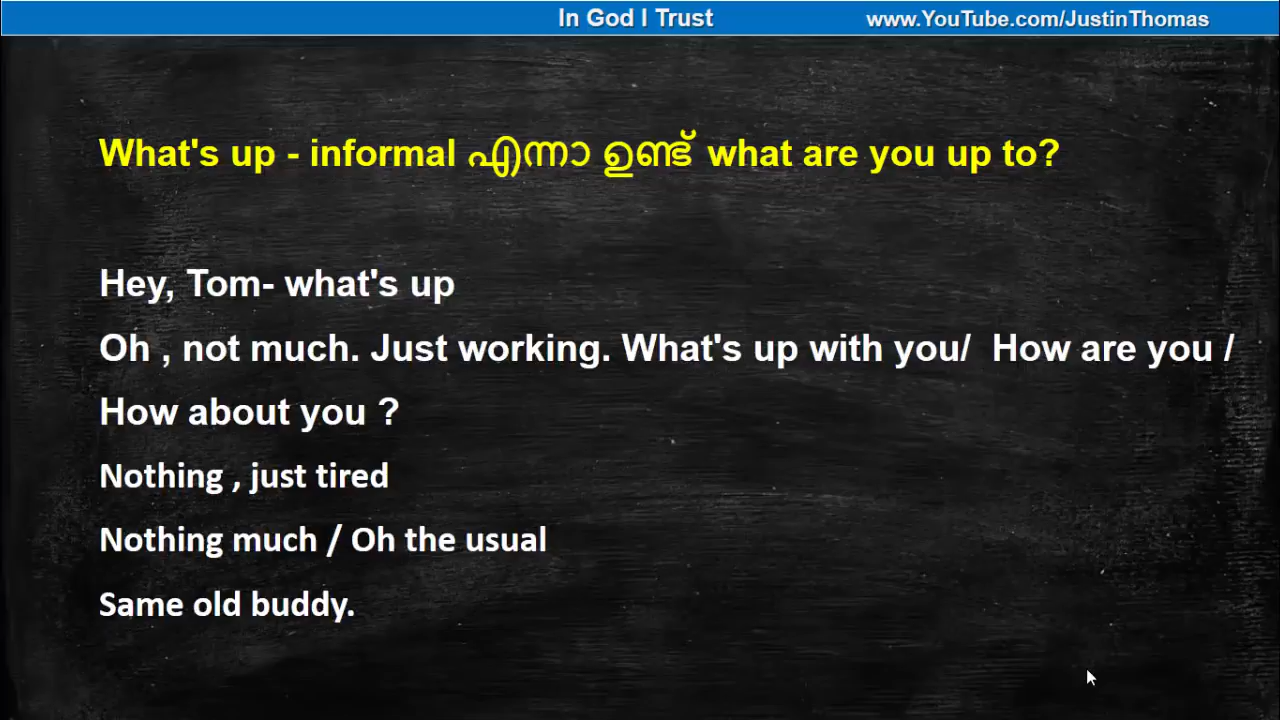 In God I Trust
www.YouTube.com/JustinThomas
What's up - informal എന്നാ ഉണ്ട് what are you up to?
Hey, Tom- what's up
Oh , not much. Just working. What's up with you/ How are you /
How about you ?
Nothing , just tired
Nothing much / Oh the usual
Same old buddy.